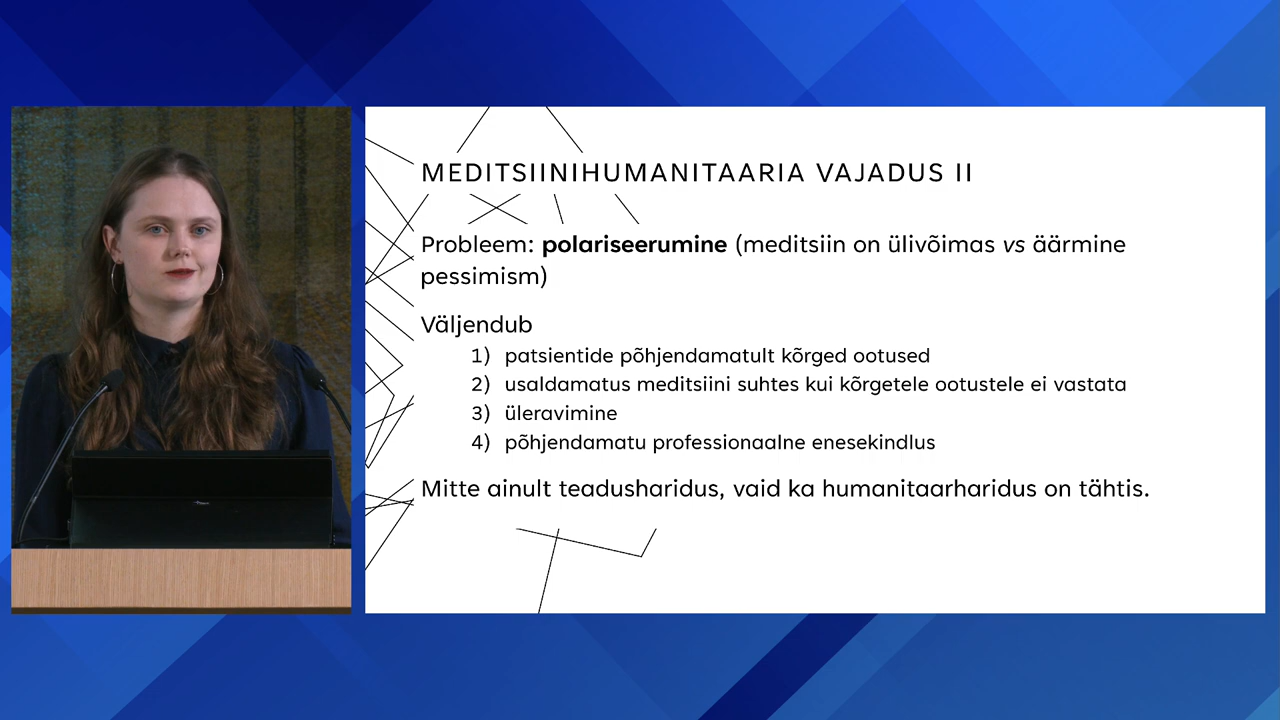 MEDITSIINIHUMANITAARIA VAJADUS II
Probleem: polariseerumine (meditsiin on ülivõimas vs äärmine
pessimism)
Väljendub
1) patsientide põhjendamatult kõrged ootused
2) usaldamatus meditsiini suhtes kui kõrgetele ootustele ei vastata
3) üleravimine
4) põhjendamatu professionaalne enesekindlus
Mitte ainult teadusharidus, vaid ka humanitaarharidus on tähtis.